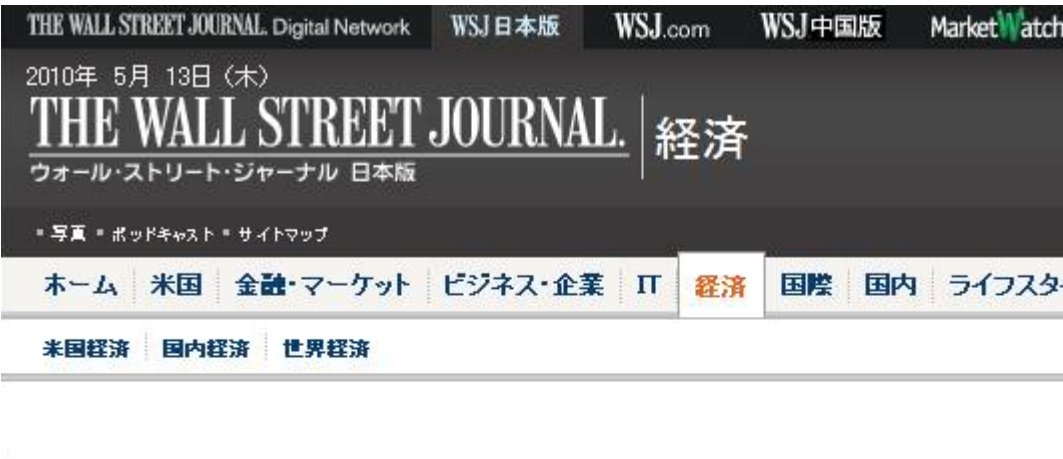 THE WALL STREET JOURNAL. Digital Network WSJ日本版 WSJ.com WSJ中国版 MarketWatch
2010年 5月 13日 (木)
THE WALL STREET JOURNAL. 経済
ウォール・ストリート・ジャーナル 日本版
写真 ポッドキャスト サイトマップ
ホーム 米国 金融・マーケット ビジネス・企業 IT 経済 国際 国内 ライフスタ
米国経済 国内経済 世界経済